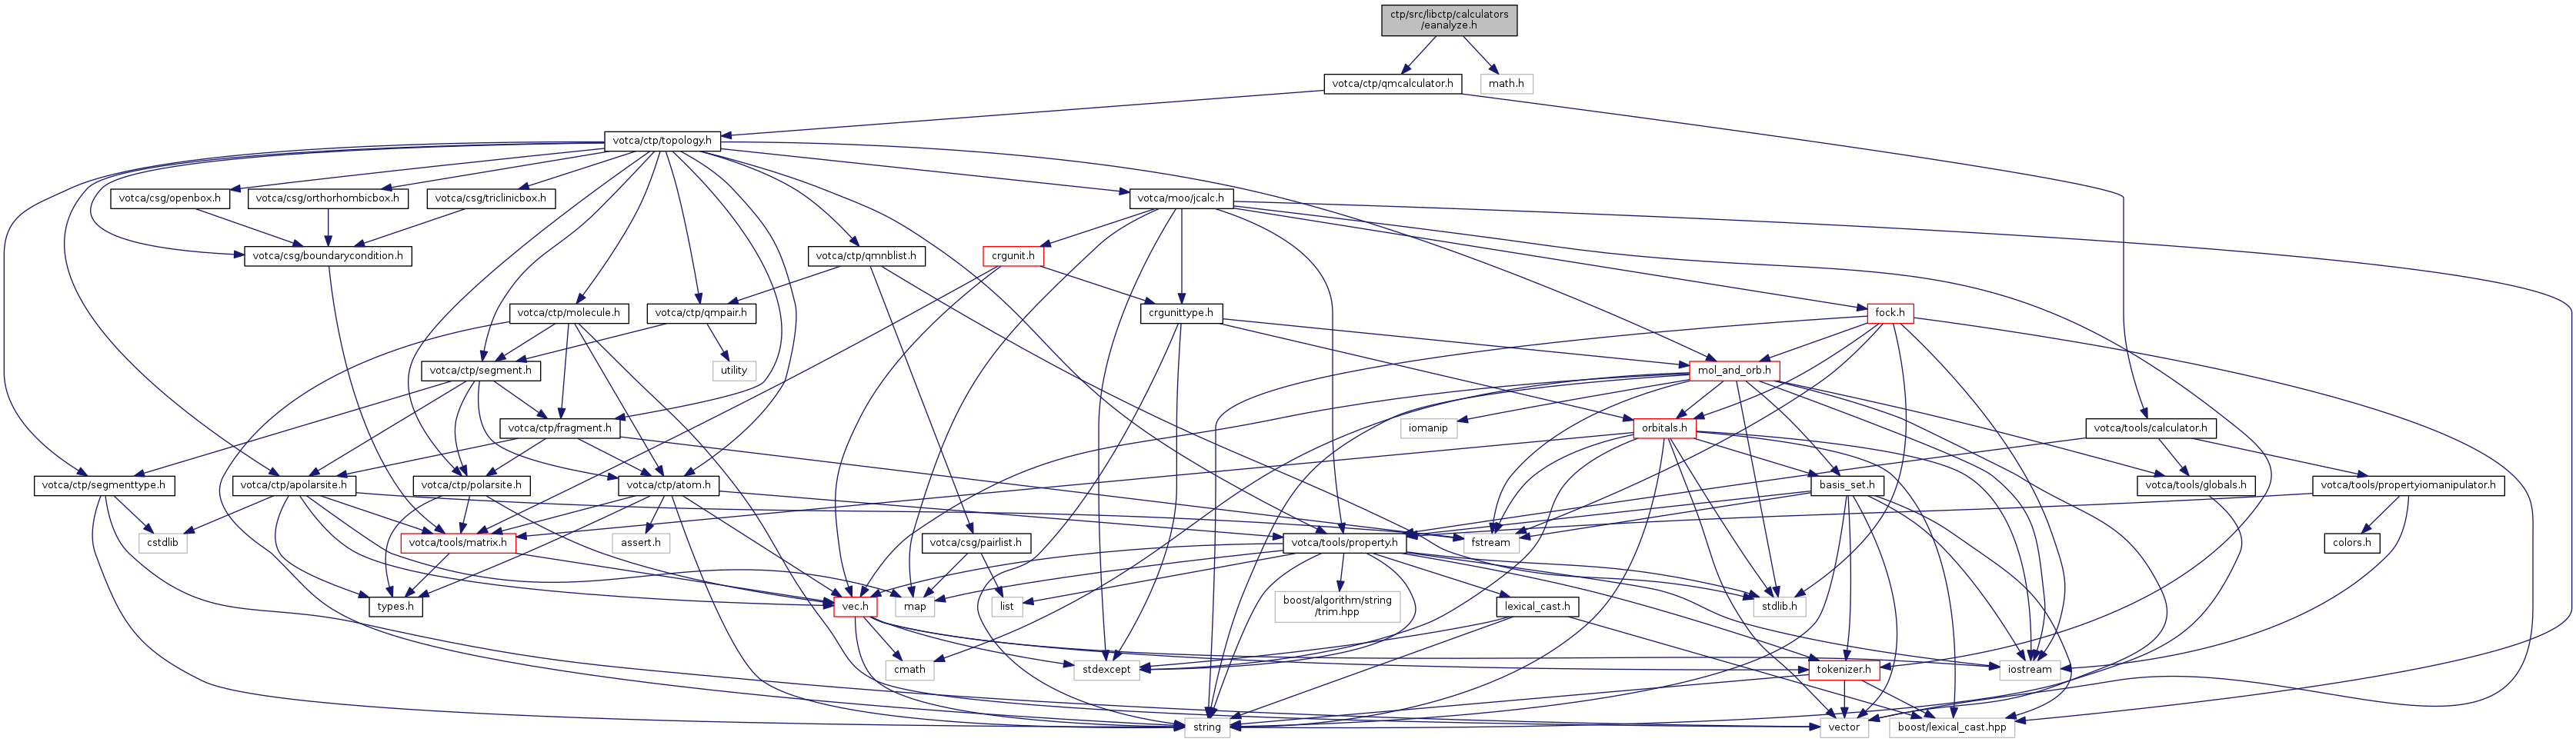 ctp/src/libctp/calculators
/eanalyze.h
votca/ctp/qmcalculator.h
math.h
votca/ctp/topology.h
votca/csg/openbox.h
votca/csg/orthorhombicbox.h
votca/csg/triclinicbox.h
votca/moo/jcalc.h
votca/csg/boundarycondition.h
votca/ctp/qmnblist.h
crgunit.h
votca/ctp/molecule.h
votca/ctp/qmpair.h
crgunittype.h
fock.h
votca/ctp/segment.h
utility
mol_and_orb.h
votca/ctp/fragment.h
iomanip
orbitals.h
votca/tools/calculator.h
votca/ctp/segmenttype.h
votca/ctp/apolarsite.h
votca/ctp/polarsite.h
votca/ctp/atom.h
basis_set.h
votca/tools/globals.h
votca/tools/propertyiomanipulator.h
cstdlib
votca/tools/matrix.h
assert.h
votca/csg/pairlist.h
votca/tools/property.h
fstream
colors.h
types.h
vec.h
map
list
boost/algorithm/string
/trim.hpp
lexical_cast.h
stdlib.h
cmath
stdexcept
tokenizer.h
iostream
string
vector
boost/lexical_cast.hpp